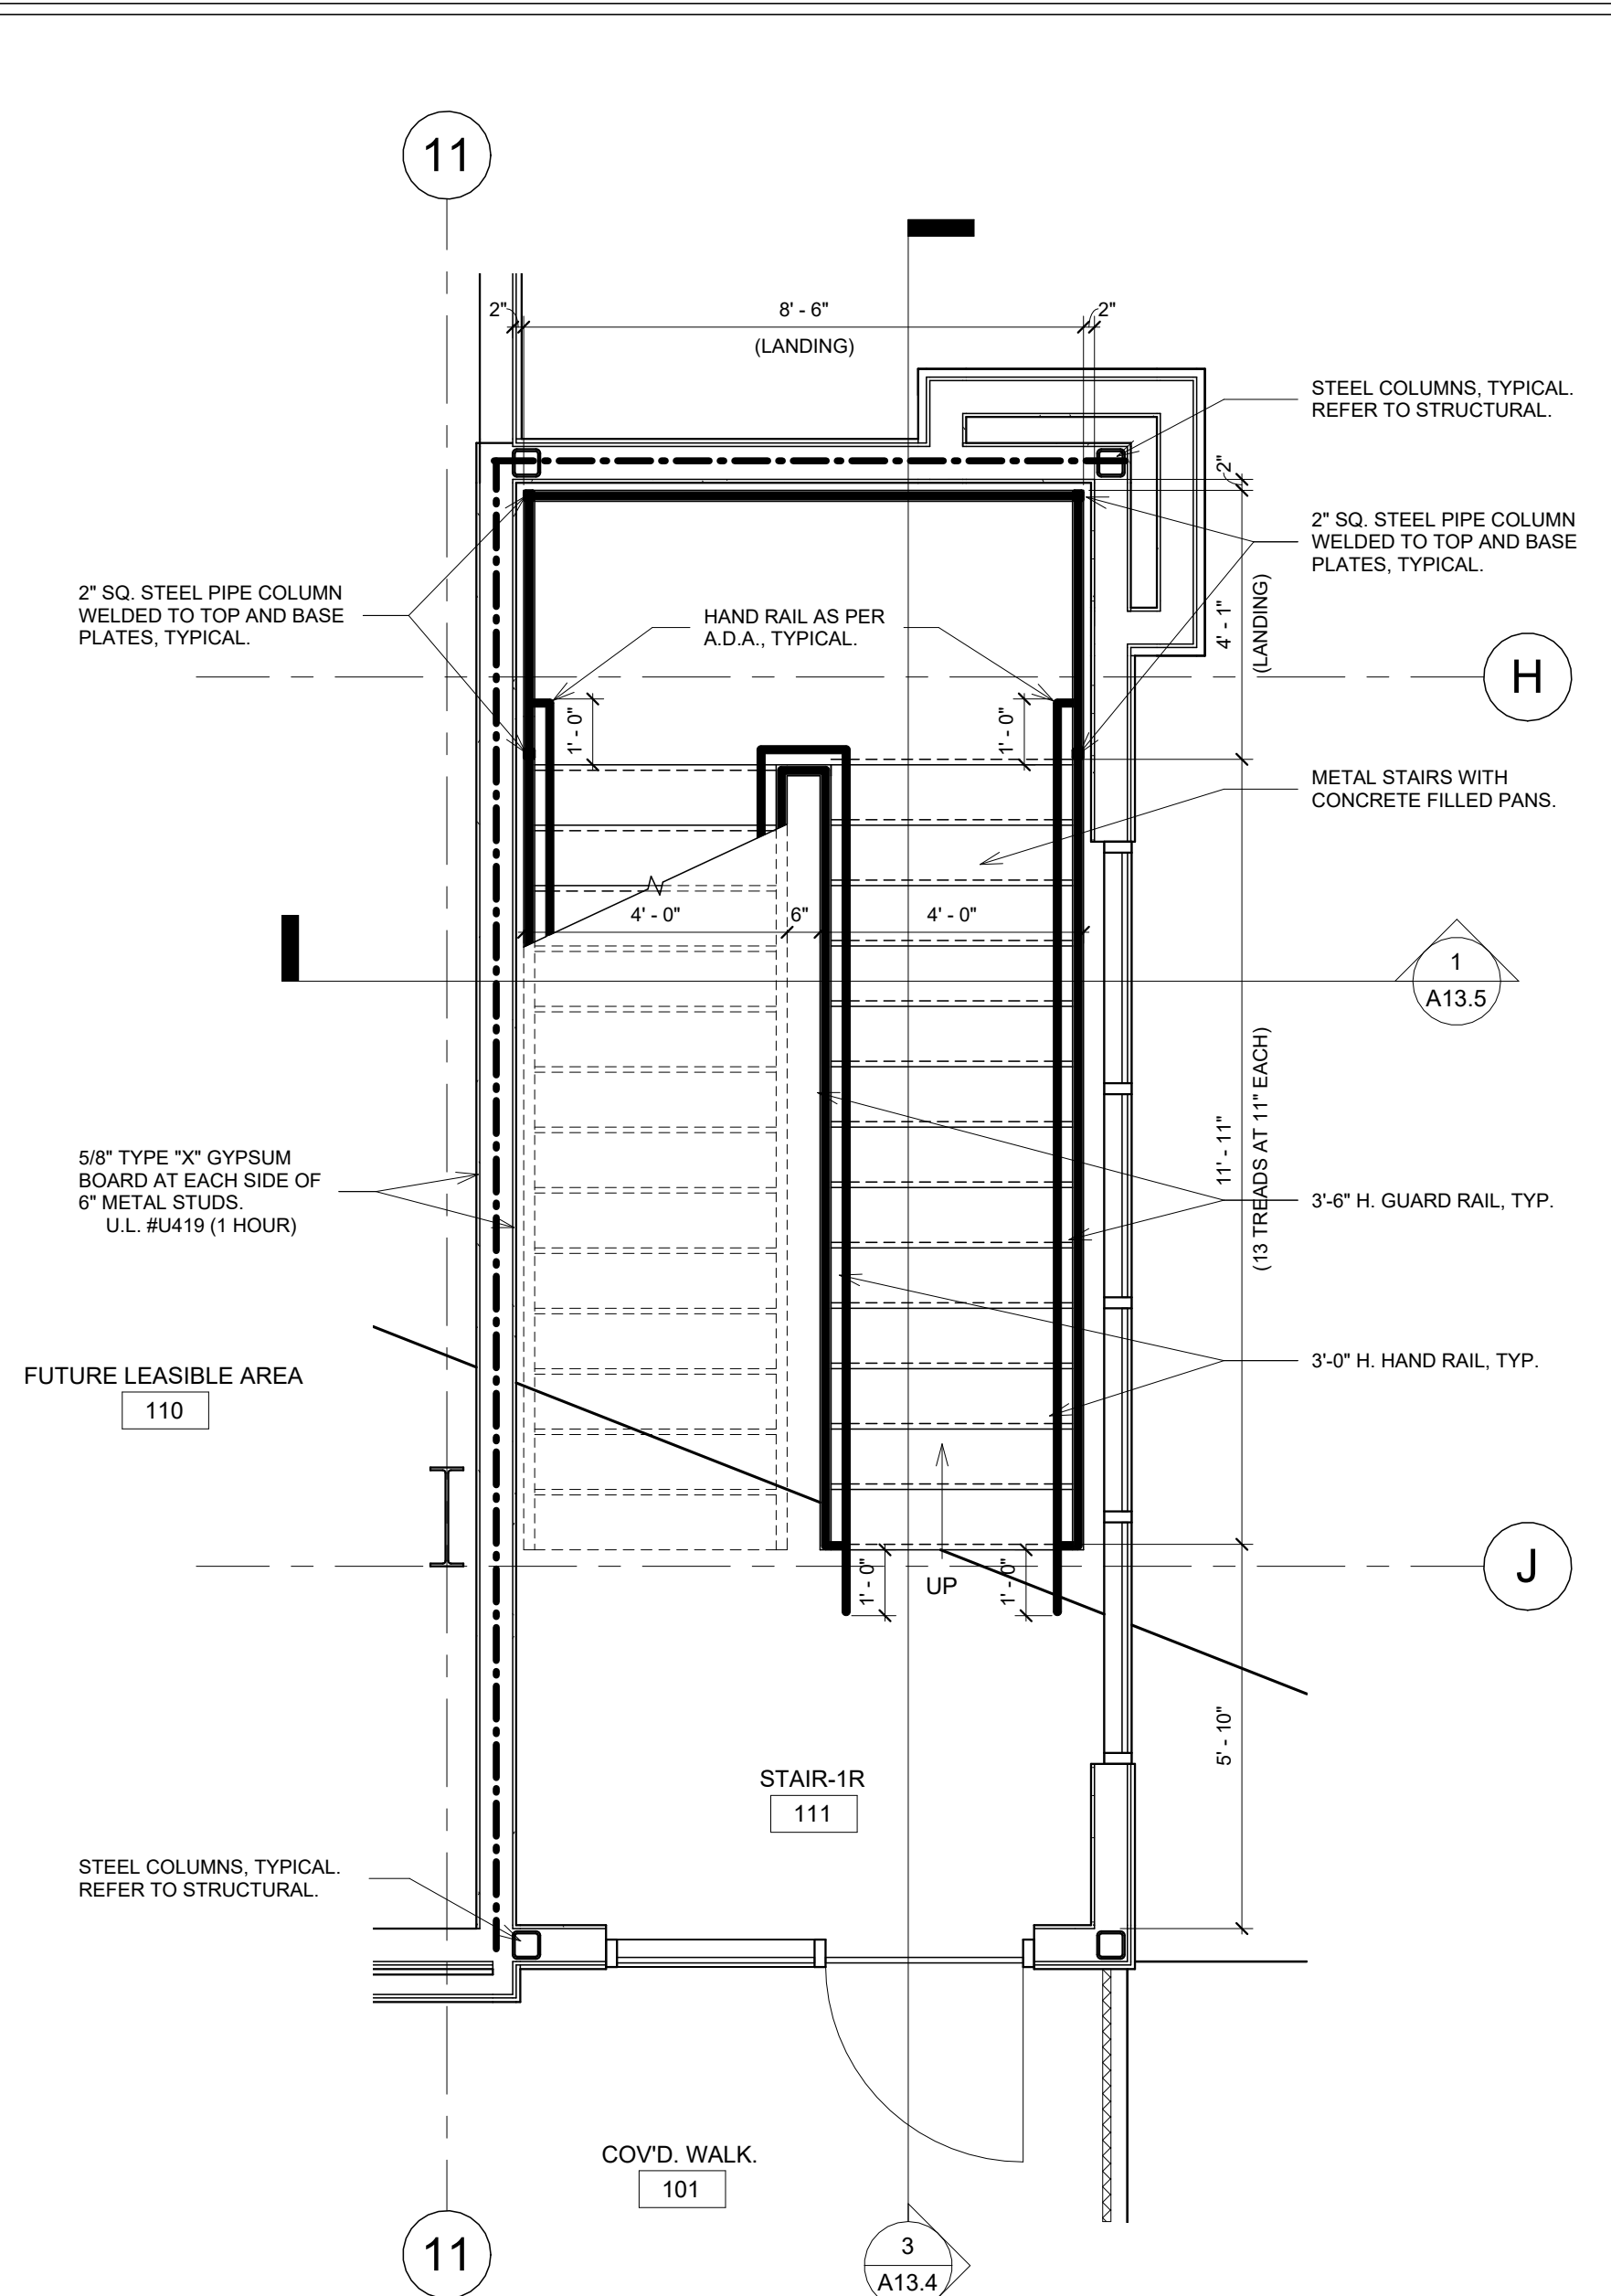 11
2"
8' - 6"
2"
(LANDING)
STEEL COLUMNS, TYPICAL.
REFER TO STRUCTURAL.
2"
2" SQ. STEEL PIPE COLUMN
WELDED TO TOP AND BASE
PLATES, TYPICAL.
2" SQ. STEEL PIPE COLUMN
WELDED TO TOP AND BASE
PLATES, TYPICAL.
HAND RAIL AS PER
A.D.A., TYPICAL.
4' - 1"
(LANDING)
H
1' - 0"
1' - 0"
METAL STAIRS WITH
CONCRETE FILLED PANS.
4' - 0"
6"
4' - 0"
1
A13.5
11' - 11"
(13 TREADS AT 11" EACH)
5/8" TYPE "X" GYPSUM
BOARD AT EACH SIDE OF
6" METAL STUDS.
U.L. #U419 (1 HOUR)
3'-6" H. GUARD RAIL, TYP.
3'-0" H. HAND RAIL, TYP.
FUTURE LEASIBLE AREA
110
J
1' - 0"
UP
1' - 0"
5' - 10"
STAIR-1R
111
STEEL COLUMNS, TYPICAL.
REFER TO STRUCTURAL.
COV'D. WALK.
101
11
3
A13.4